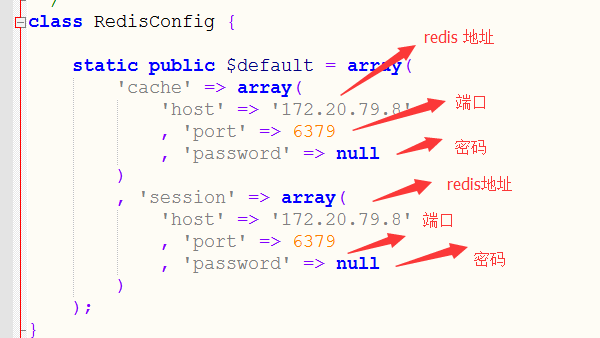 */
class RedisConfig {
static public $default = array(
redis 地址
'cache' => array(
'host' => '172.20.79.8'
端口
, 'port' => 6379
, 'password' => null
密码
)
, 'session' => array(
redis地址
'host' => '172.20.79.8'
端口
, 'port' => 6379
, 'password' => null
密码
)
);
}